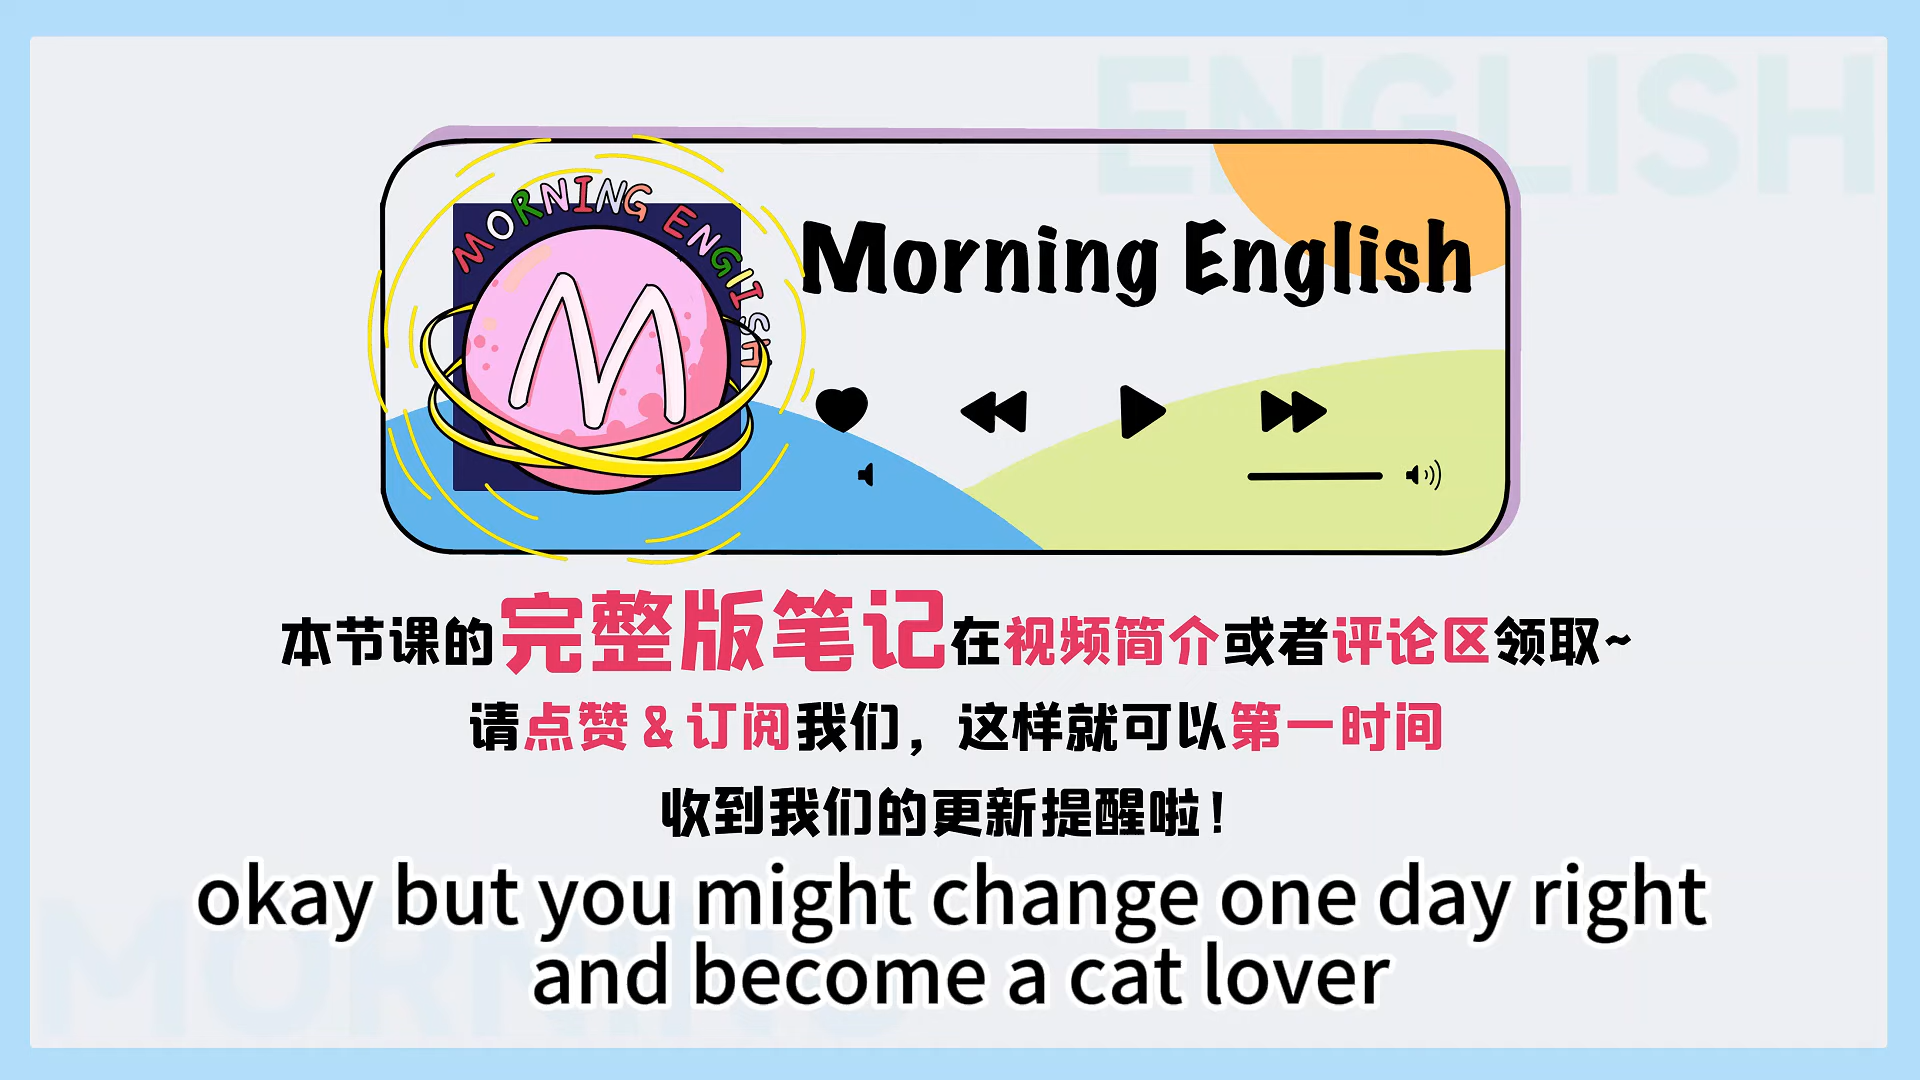 ENGLISH
MORNING ENGLISH
Morning English
M
本节课的完整版笔记在视频简介或者评论区领取~
请点赞&订阅我们，这样就可以第一时间
收到我们的更新提醒啦！
okay but you might change one day right
and become a cat lover
MORNING